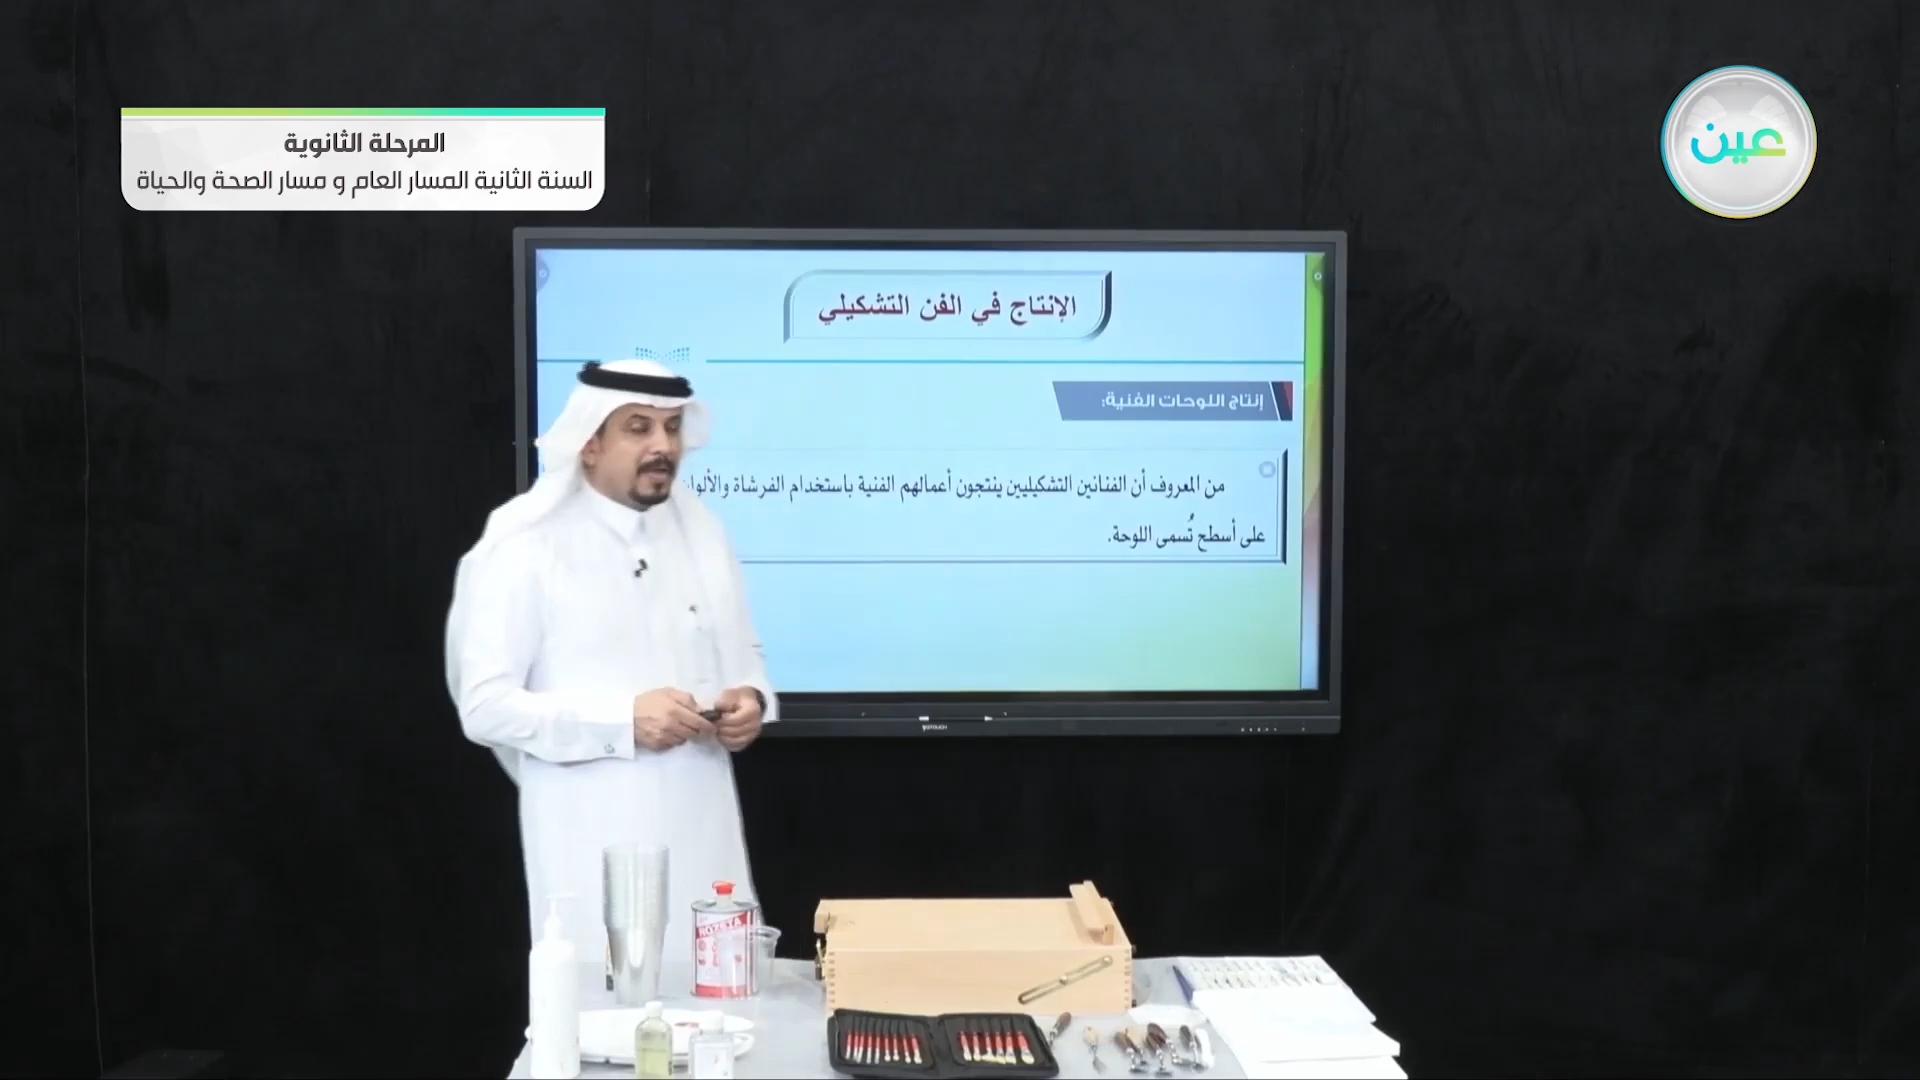 المرحلة الثانوية
السنة الثانية المسار العام و مسار الصحة والحياة
عين
الإنتاج في الفن التشكيلي
إنتاج اللوحات الفنية:
من المعروف أن الفنانين التشكيليين ينتجون أعمالهم الفنية باستخدام الفرشاة والألوان
على أسطح تُسمى اللوحة.